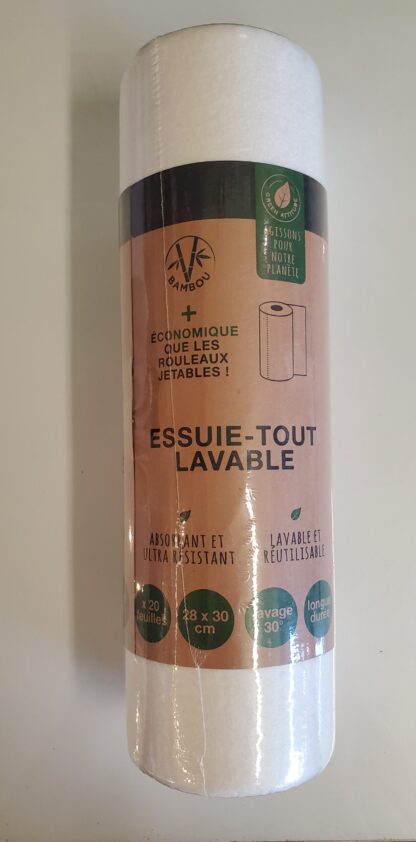 GREEN ATTITUDE
GISSONS
POUR
NOTRE
PLANÈTE
BAMBOU
+
ÉCONOMIQUE
QUE LES
ROULEAUX
JETABLES !
ESSUIE-TOUT
LAVABLE
ABSORBANT ET
ULTRA RÉSISTANT
LAVABLE ET
RÉUTILISABLE
x 20
feuilles
28 x 30
cm
lavage
30°
longue
durée